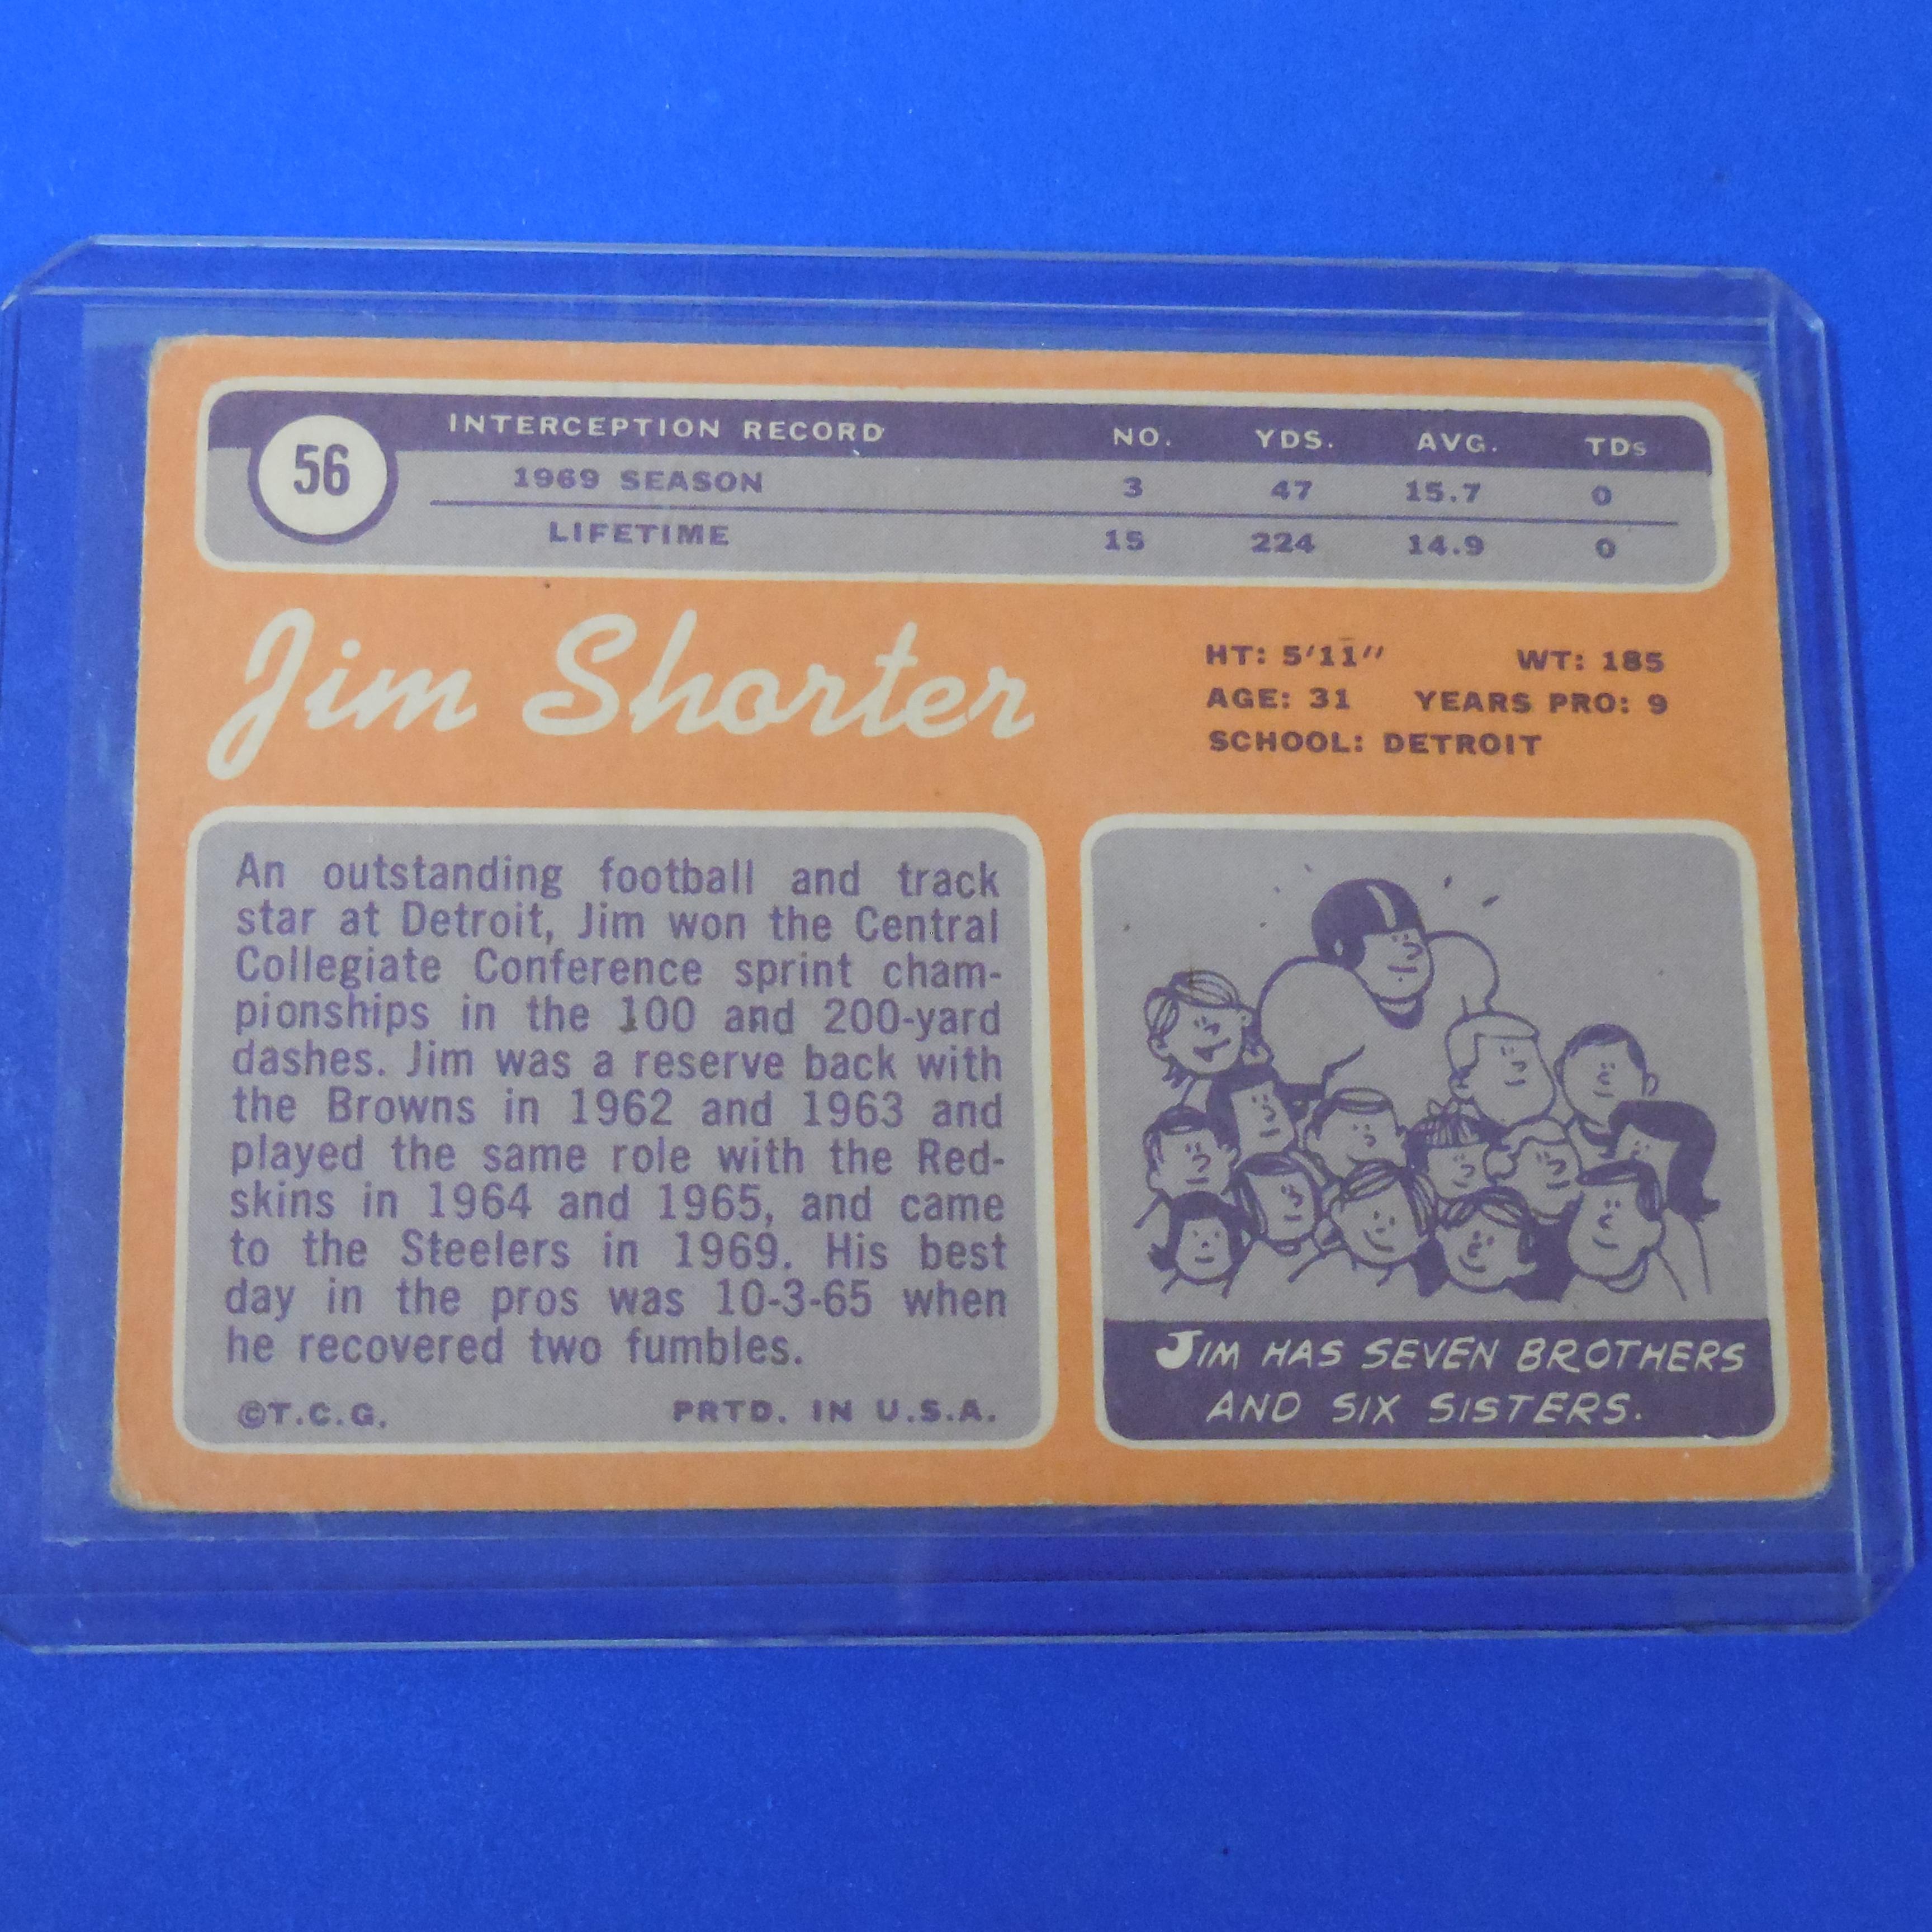 INTERCEPTION RECORD NO. YDS. AVG. TDs
56
1969 SEASON 3 47 15.7 0
LIFETIME 15 224 14.9 0
Jim Shorter
HT: 5'11" WT: 185
AGE: 31 YEARS PRO: 9
SCHOOL: DETROIT
An outstanding football and track
star at Detroit, Jim won the Central
Collegiate Conference sprint cham-
pionships in the 100 and 200-yard
dashes. Jim was a reserve back with
the Browns in 1962 and 1963 and
played the same role with the Red-
skins in 1964 and 1965, and came
to the Steelers in 1969. His best
day in the pros was 10-3-65 when
he recovered two fumbles.
©T.C.G. PRTD. IN U.S.A.
JIM HAS SEVEN BROTHERS
AND SIX SISTERS.